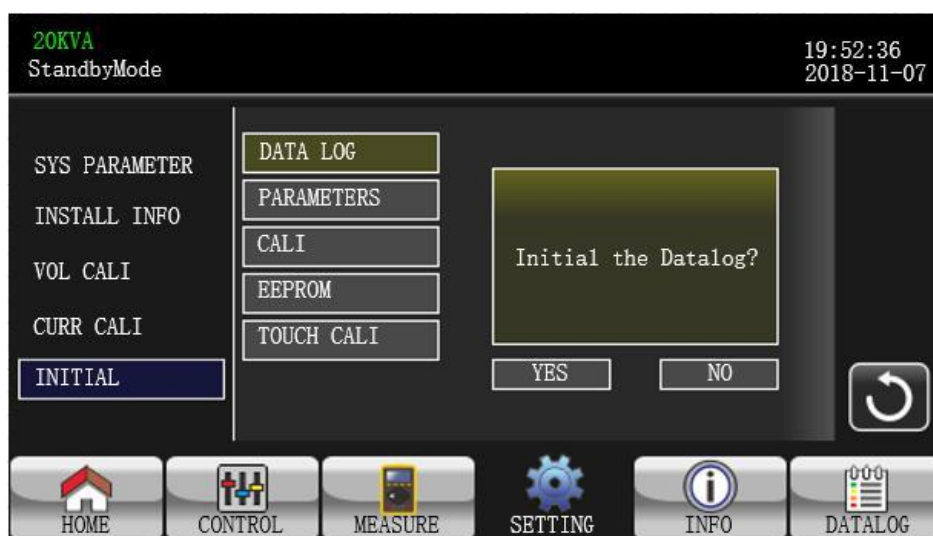 20KVA
StandbyMode
19:52:36
2018-11-07
SYS PARAMETER
INSTALL INFO
VOL CALI
CURR CALI
INITIAL
DATA LOG
PARAMETERS
CALI
EEPROM
TOUCH CALI
Initial the Datalog?
YES
NO
HOME
CONTROL
MEASURE
SETTING
INFO
DATALOG